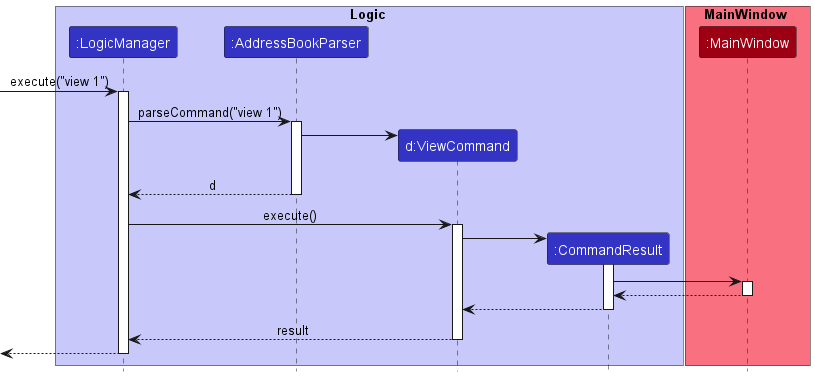 Logic
MainWindow
:LogicManager
:AddressBookParser
:MainWindow
execute("view 1")
parseCommand("view 1")
d:ViewCommand
d
execute()
:CommandResult
result